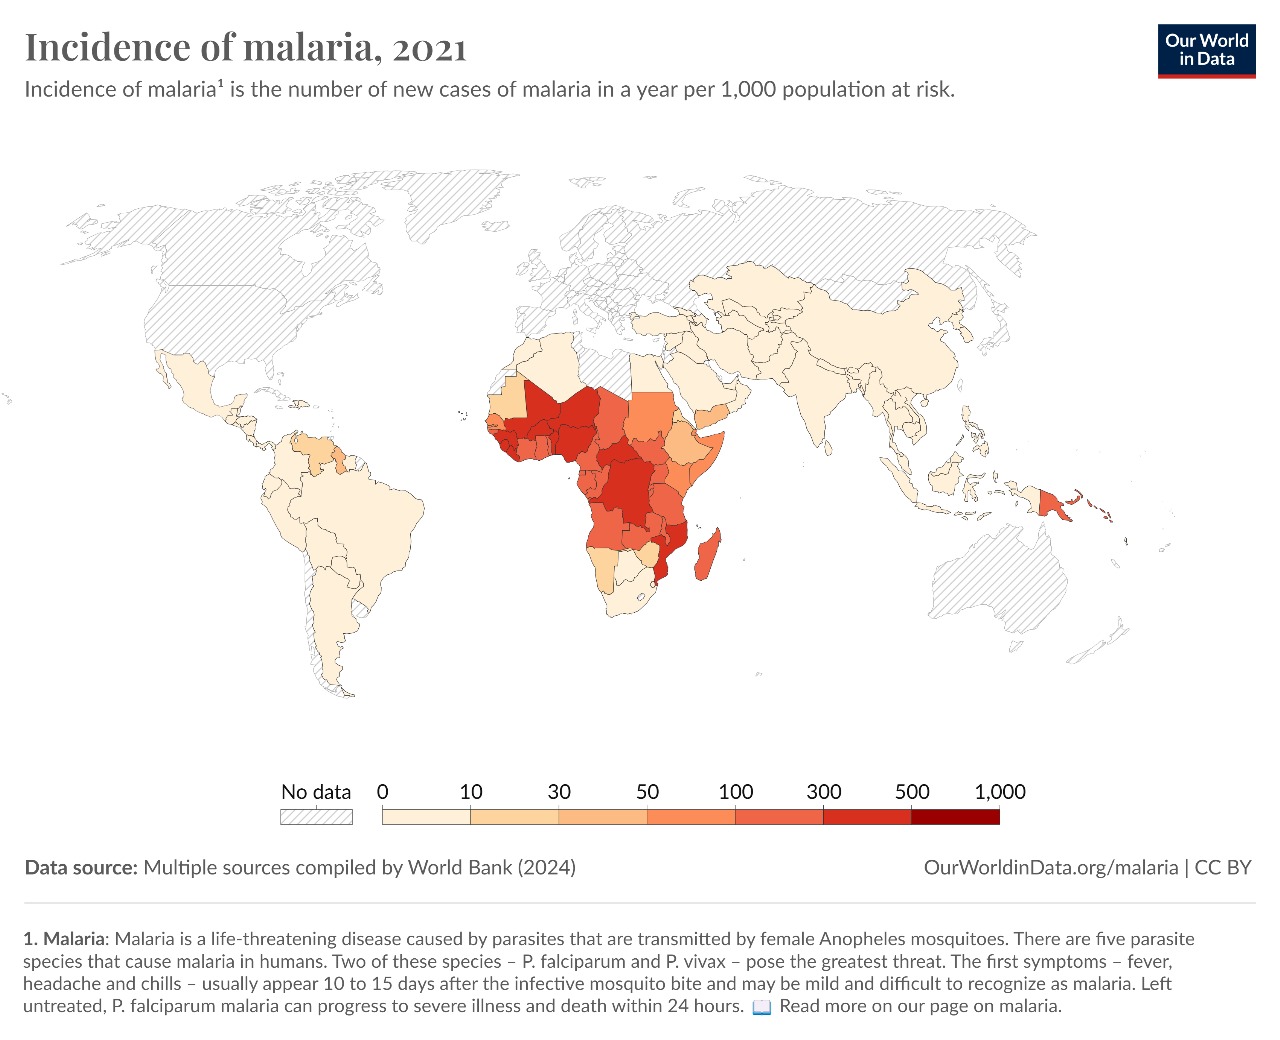 Incidence of malaria, 2021
Our World
in Data
Incidence of malaria¹ is the number of new cases of malaria in a year per 1,000 population at risk.
No data 0 10 30 50 100 300 500 1,000
Data source: Multiple sources compiled by World Bank (2024)
OurWorldinData.org/malaria | CC BY
1. Malaria: Malaria is a life-threatening disease caused by parasites that are transmitted by female Anopheles mosquitoes. There are five parasite
species that cause malaria in humans. Two of these species – P. falciparum and P. vivax – pose the greatest threat. The first symptoms – fever,
headache and chills – usually appear 10 to 15 days after the infective mosquito bite and may be mild and difficult to recognize as malaria. Left
untreated, P. falciparum malaria can progress to severe illness and death within 24 hours. 📖 Read more on our page on malaria.